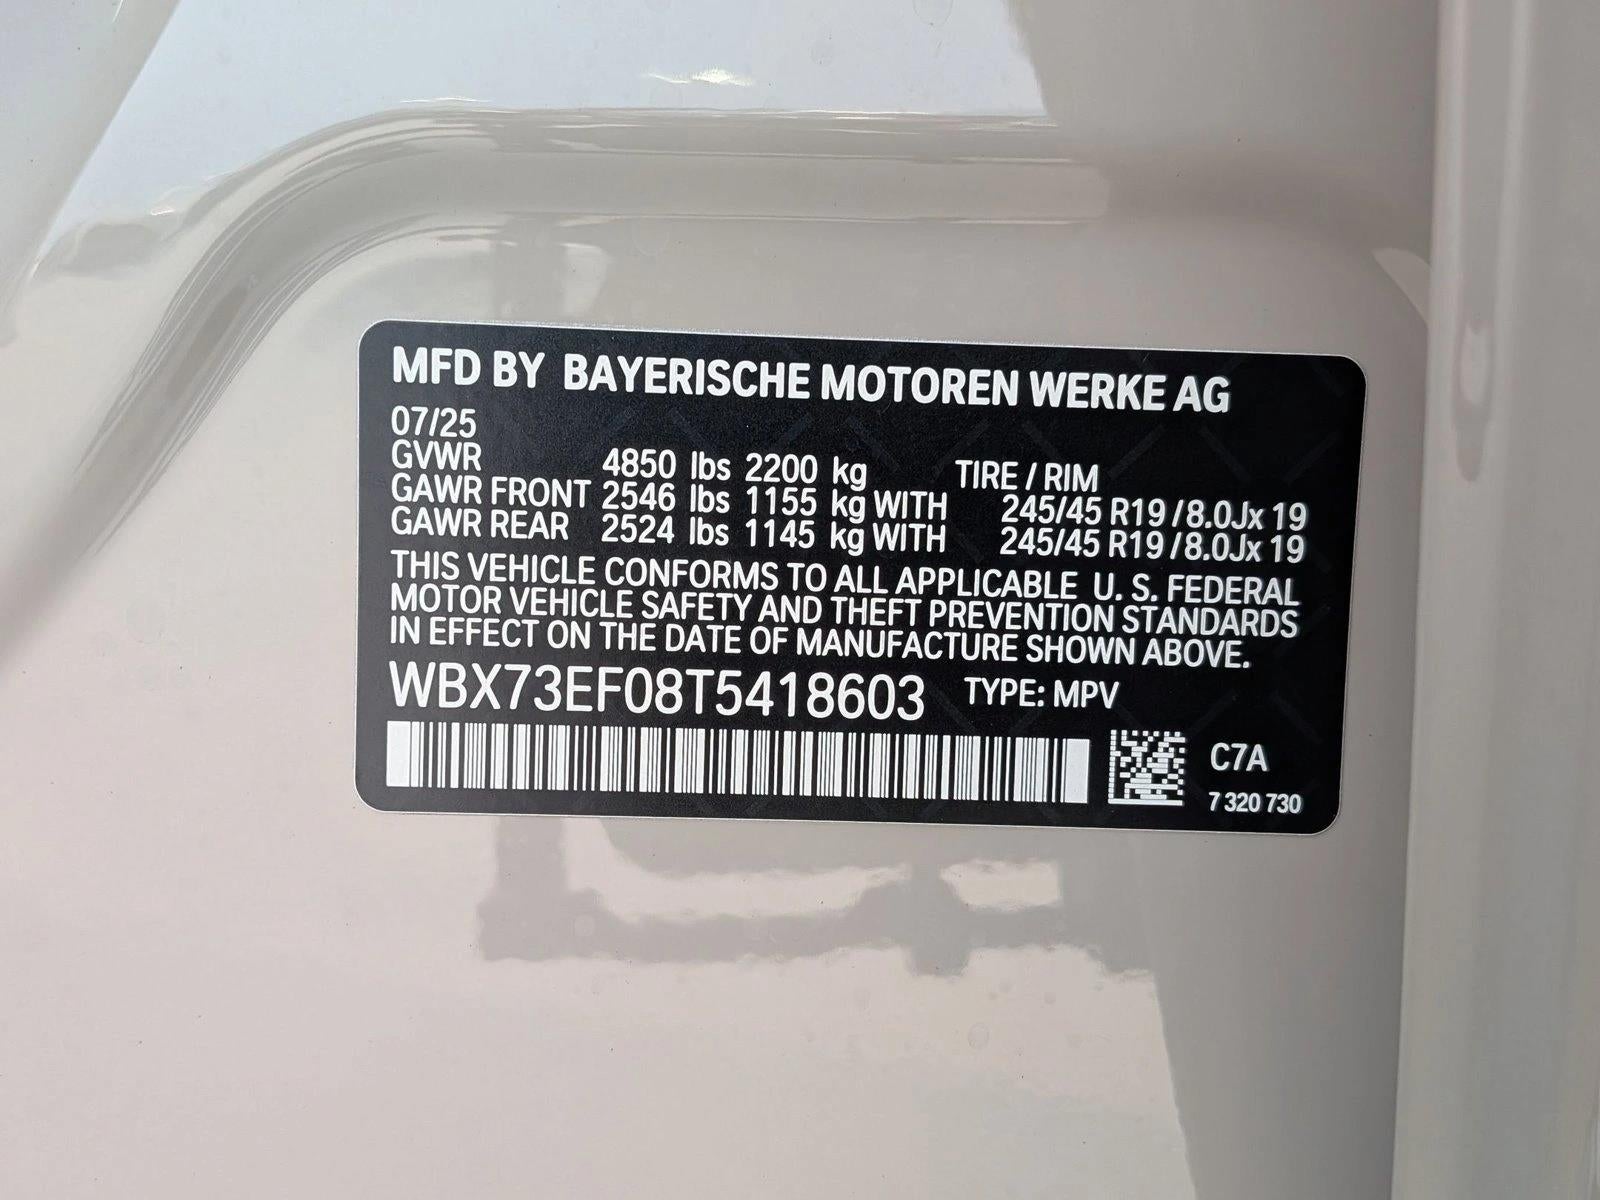 MFD BY BAYERISCHE MOTOREN WERKE AG
07/25
GVWR 4850 lbs 2200 kg TIRE / RIM
GAWR FRONT 2546 lbs 1155 kg WITH 245/45 R19 / 8.0Jx 19
GAWR REAR 2524 lbs 1145 kg WITH 245/45 R19 / 8.0Jx 19
THIS VEHICLE CONFORMS TO ALL APPLICABLE U. S. FEDERAL
MOTOR VEHICLE SAFETY AND THEFT PREVENTION STANDARDS
IN EFFECT ON THE DATE OF MANUFACTURE SHOWN ABOVE.
WBX73EF08T5418603 TYPE: MPV
C7A
7 320 730